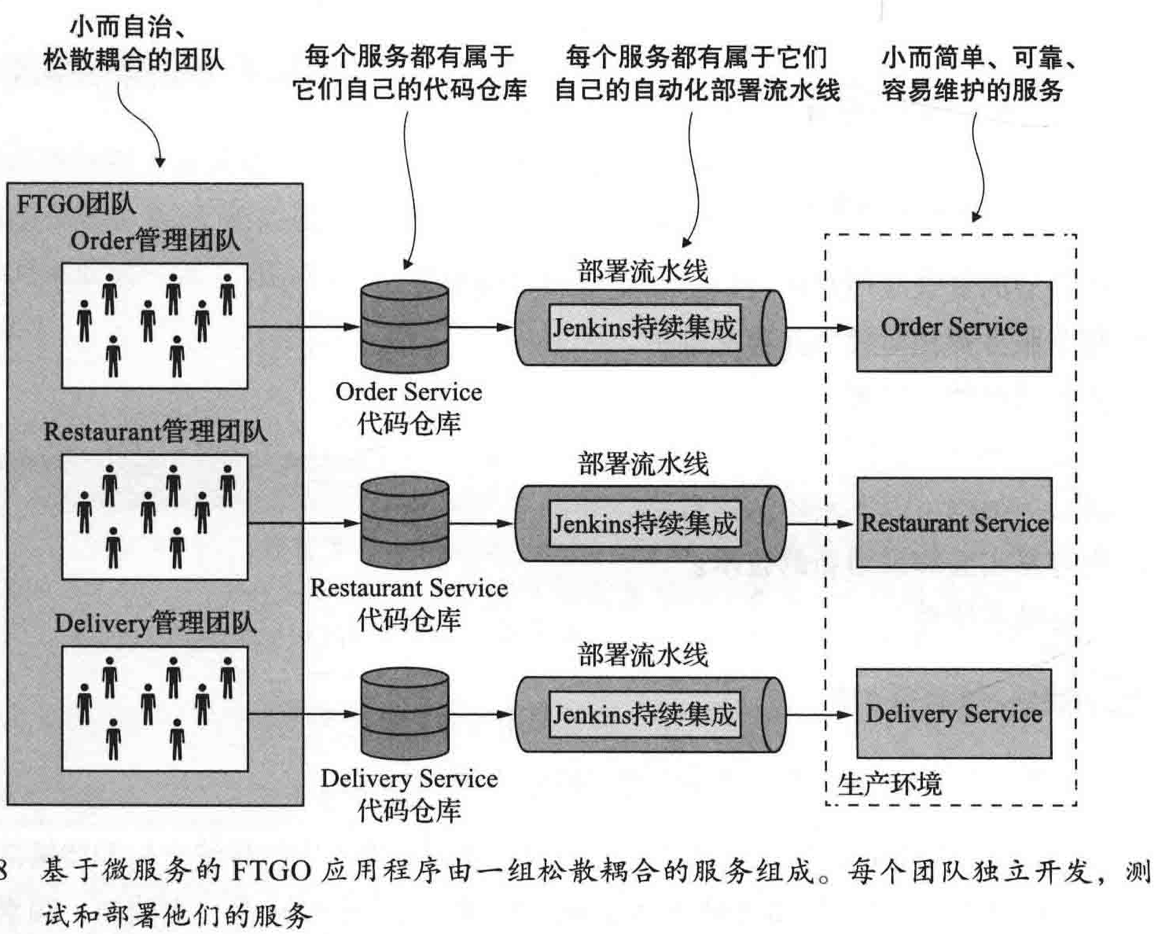 小而自治、
松散耦合的团队
每个服务都有属于
它们自己的代码仓库
每个服务都有属于它们
自己的自动化部署流水线
小而简单、可靠、
容易维护的服务
FTGO团队
Order管理团队
部署流水线
Jenkins持续集成
Order Service
Order Service
代码仓库
Restaurant管理团队
部署流水线
Jenkins持续集成
Restaurant Service
Restaurant Service
代码仓库
Delivery管理团队
部署流水线
Jenkins持续集成
Delivery Service
Delivery Service
代码仓库
生产环境
8 基于微服务的 FTGO 应用程序由一组松散耦合的服务组成。每个团队独立开发，测
试和部署他们的服务